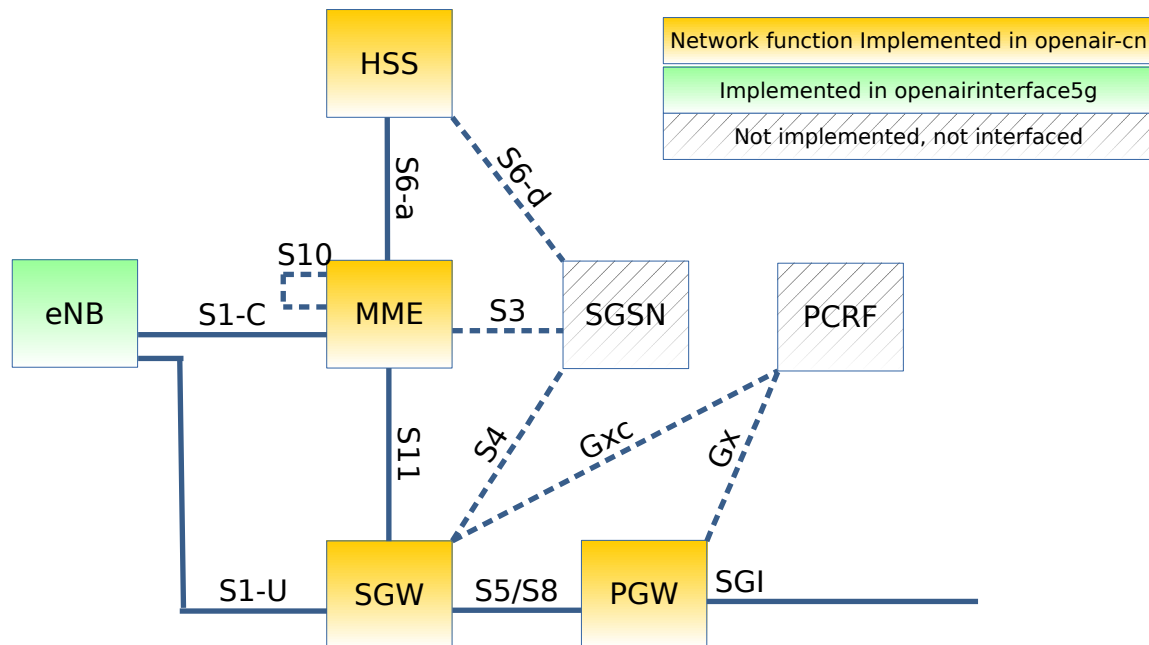 HSS
Network function Implemented in openair-cn
Implemented in openairinterface5g
Not implemented, not interfaced
S6-a
S6-d
S10
eNB
S1-C
MME
S3
SGSN
PCRF
S11
S4
Gxc
Gx
S1-U
SGW
S5/S8
PGW
SGI